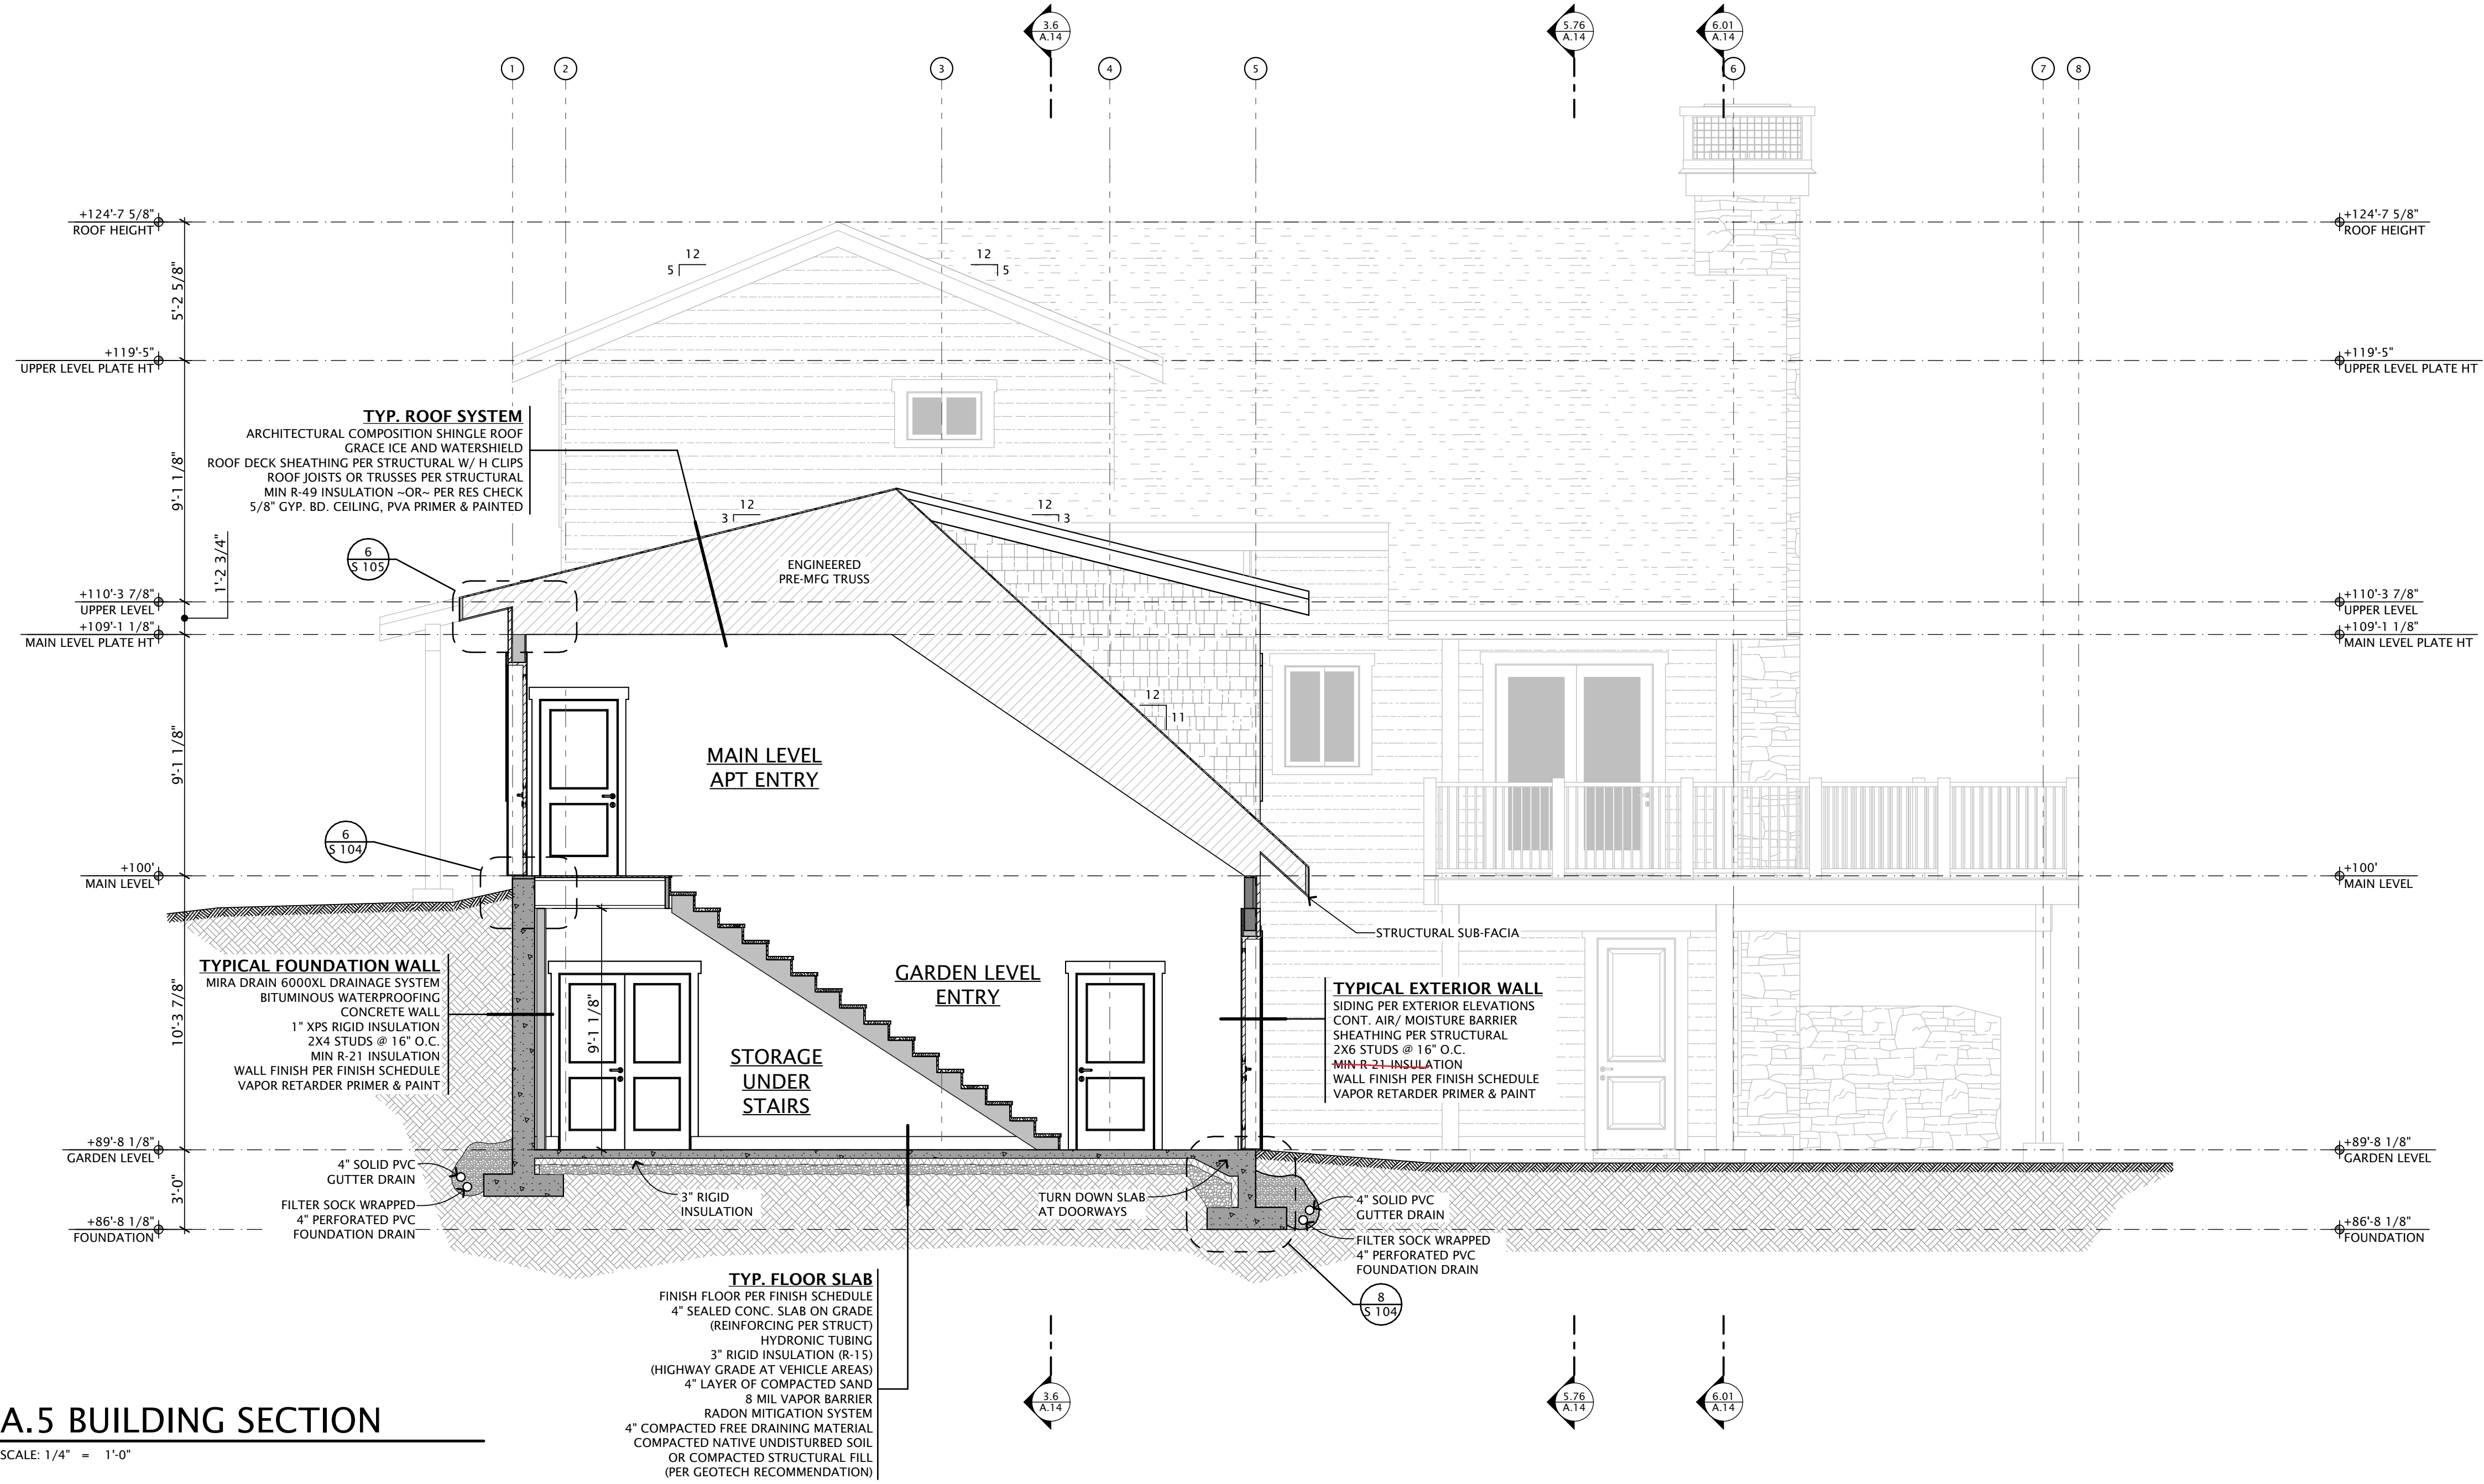 3.6
A.14
5.76
A.14
6.01
A.14
1
2
3
4
5
6
7
8
+124'-7 5/8"
ROOF HEIGHT
+124'-7 5/8"
ROOF HEIGHT
12
5
12
5
5'-2 5/8"
+119'-5"
UPPER LEVEL PLATE HT
+119'-5"
UPPER LEVEL PLATE HT
TYP. ROOF SYSTEM
ARCHITECTURAL COMPOSITION SHINGLE ROOF
GRACE ICE AND WATERSHIELD
ROOF DECK SHEATHING PER STRUCTURAL W/ H CLIPS
ROOF JOISTS OR TRUSSES PER STRUCTURAL
MIN R-49 INSULATION ~OR~ PER RES CHECK
5/8" GYP. BD. CEILING, PVA PRIMER & PAINTED
9'-1 1/8"
12
3
12
3
1'-2 3/4"
6
S 105
ENGINEERED
PRE-MFG TRUSS
+110'-3 7/8"
UPPER LEVEL
+110'-3 7/8"
UPPER LEVEL
+109'-1 1/8"
MAIN LEVEL PLATE HT
+109'-1 1/8"
MAIN LEVEL PLATE HT
12
11
9'-1 1/8"
MAIN LEVEL
APT ENTRY
6
S 104
+100'
MAIN LEVEL
+100'
MAIN LEVEL
STRUCTURAL SUB-FACIA
TYPICAL FOUNDATION WALL
MIRA DRAIN 6000XL DRAINAGE SYSTEM
BITUMINOUS WATERPROOFING
CONCRETE WALL
1" XPS RIGID INSULATION
2X4 STUDS @ 16" O.C.
MIN R-21 INSULATION
WALL FINISH PER FINISH SCHEDULE
VAPOR RETARDER PRIMER & PAINT
10'-3 7/8"
9'-1 1/8"
GARDEN LEVEL
ENTRY
STORAGE
UNDER
STAIRS
TYPICAL EXTERIOR WALL
SIDING PER EXTERIOR ELEVATIONS
CONT. AIR/ MOISTURE BARRIER
SHEATHING PER STRUCTURAL
2X6 STUDS @ 16" O.C.
MIN R-21 INSULATION
WALL FINISH PER FINISH SCHEDULE
VAPOR RETARDER PRIMER & PAINT
+89'-8 1/8"
GARDEN LEVEL
+89'-8 1/8"
GARDEN LEVEL
3'-0"
4" SOLID PVC
GUTTER DRAIN
FILTER SOCK WRAPPED
4" PERFORATED PVC
FOUNDATION DRAIN
3" RIGID
INSULATION
TURN DOWN SLAB
AT DOORWAYS
4" SOLID PVC
GUTTER DRAIN
FILTER SOCK WRAPPED
4" PERFORATED PVC
FOUNDATION DRAIN
+86'-8 1/8"
FOUNDATION
+86'-8 1/8"
FOUNDATION
8
S 104
TYP. FLOOR SLAB
FINISH FLOOR PER FINISH SCHEDULE
4" SEALED CONC. SLAB ON GRADE
(REINFORCING PER STRUCT)
HYDRONIC TUBING
3" RIGID INSULATION (R-15)
(HIGHWAY GRADE AT VEHICLE AREAS)
4" LAYER OF COMPACTED SAND
8 MIL VAPOR BARRIER
RADON MITIGATION SYSTEM
4" COMPACTED FREE DRAINING MATERIAL
COMPACTED NATIVE UNDISTURBED SOIL
OR COMPACTED STRUCTURAL FILL
(PER GEOTECH RECOMMENDATION)
3.6
A.14
5.76
A.14
6.01
A.14
A.5 BUILDING SECTION
SCALE: 1/4" = 1'-0"